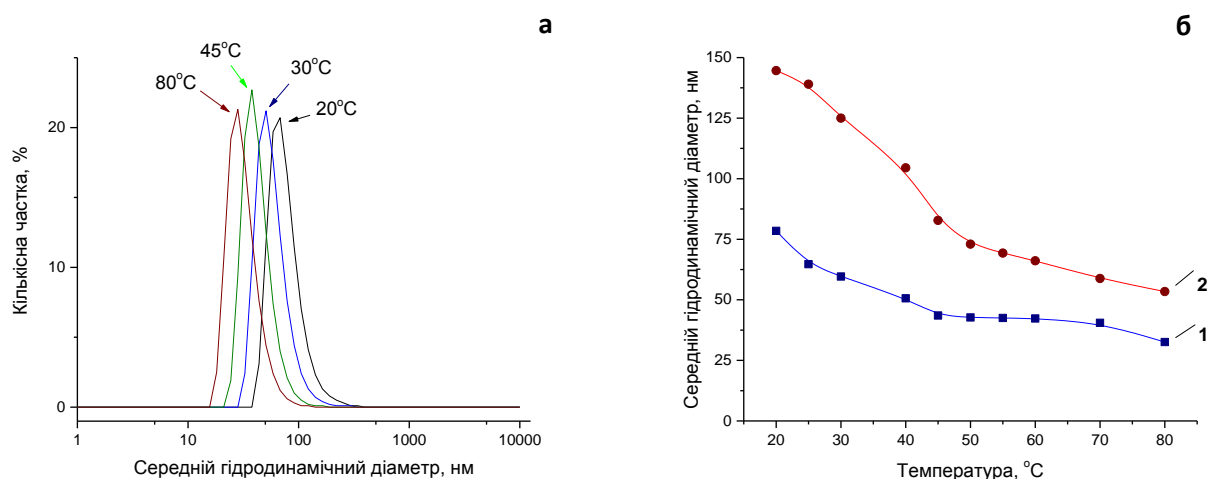 а
45°C
80°C
30°C
20°C
20
10
0
Кількісна частка, %
1
10
100
1000
10000
Середній гідродинамічний діаметр, нм
б
150
125
100
75
50
25
0
Середній гідродинамічний діаметр, нм
2
1
20
30
40
50
60
70
80
Температура, °C